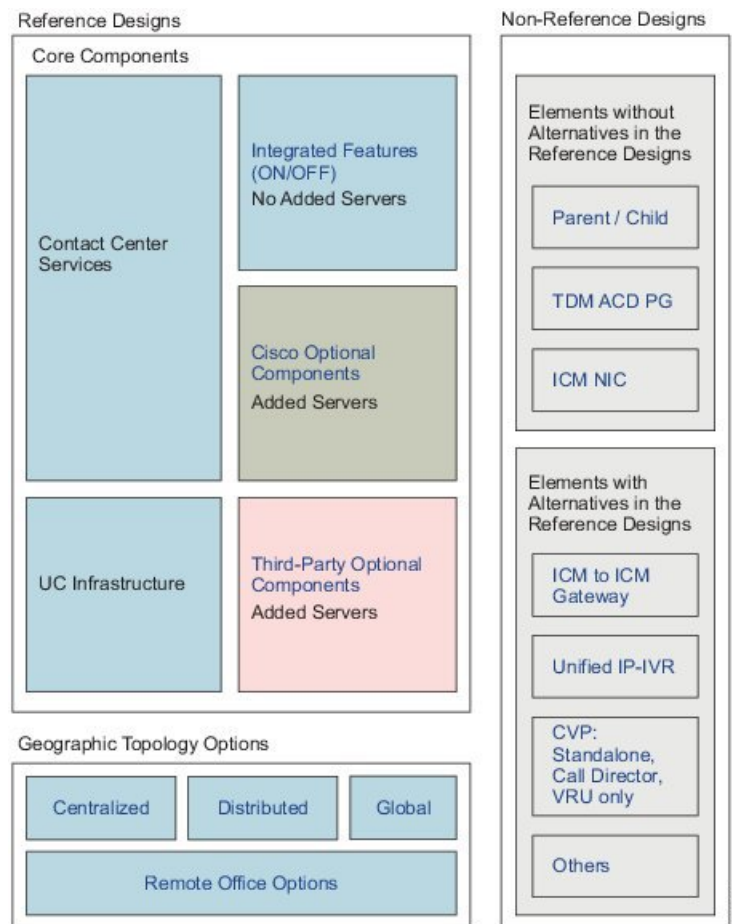 Reference Designs
Core Components
Contact Center
Services
Integrated Features
(ON/OFF)
No Added Servers
Cisco Optional
Components
Added Servers
UC Infrastructure
Third-Party Optional
Components
Added Servers
Geographic Topology Options
Centralized
Distributed
Global
Remote Office Options
Non-Reference Designs
Elements without
Alternatives in the
Reference Designs
Parent / Child
TDM ACD PG
ICM NIC
Elements with
Alternatives in the
Reference Designs
ICM to ICM
Gateway
Unified IP-IVR
CVP:
Standalone,
Call Director,
VRU only
Others